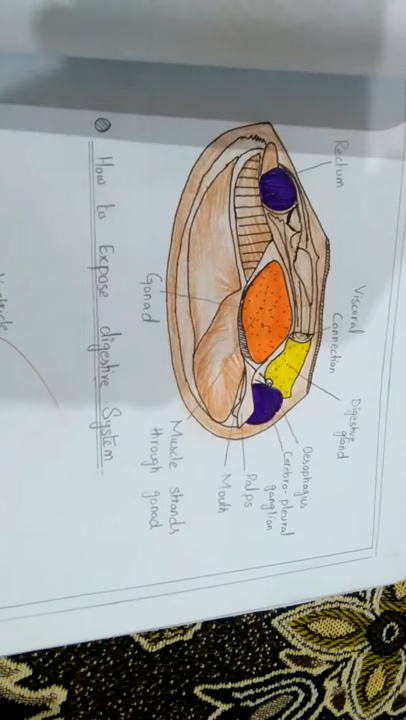 Rectum
Visceral
Connection
Digestive
gland
Oesophagus
Cerebro-pleural
ganglian
Palps
Mouth
Muscle strands
through gonad
Gonad
How to Expose digestive System